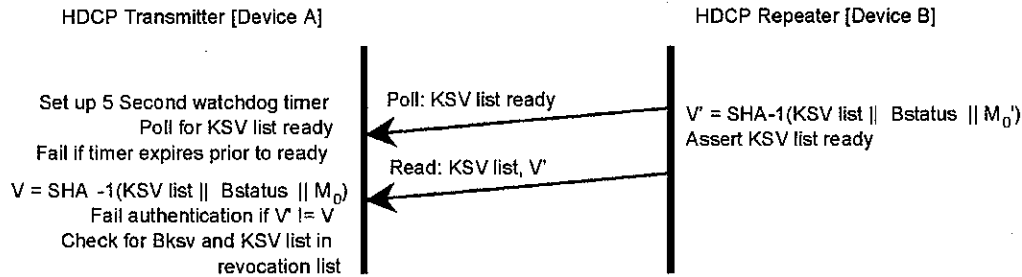 HDCP Transmitter [Device A]
HDCP Repeater [Device B]
Set up 5 Second watchdog timer
Poll for KSV list ready
Fail if timer expires prior to ready
Poll: KSV list ready
V' = SHA-1(KSV list || Bstatus || M0')
Assert KSV list ready
Read: KSV list, V'
V = SHA -1(KSV list || Bstatus || M0)
Fail authentication if V' != V
Check for Bksv and KSV list in
revocation list